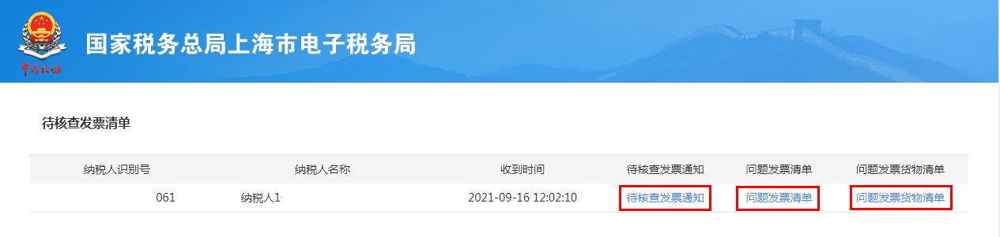 国家税务总局上海市电子税务局
中国税务
待核查发票清单
纳税人识别号 纳税人名称 收到时间 待核查发票通知 问题发票清单 问题发票货物清单
061 纳税人1 2021-09-16 12:02:10 待核查发票通知 问题发票清单 问题发票货物清单